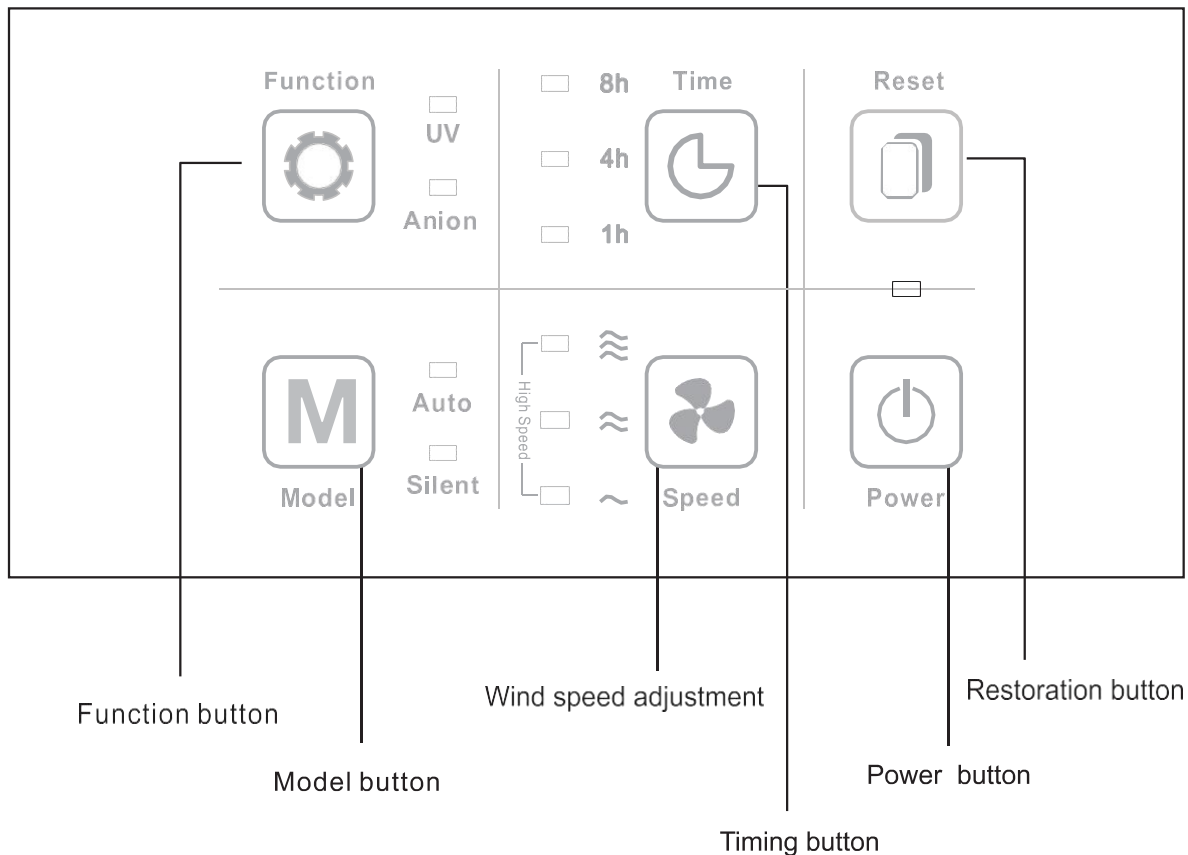 Function
UV
Anion
8h
4h
1h
Time
Reset
M
Model
Auto
Silent
High Speed
Speed
Power
Function button
Model button
Wind speed adjustment
Timing button
Power button
Restoration button